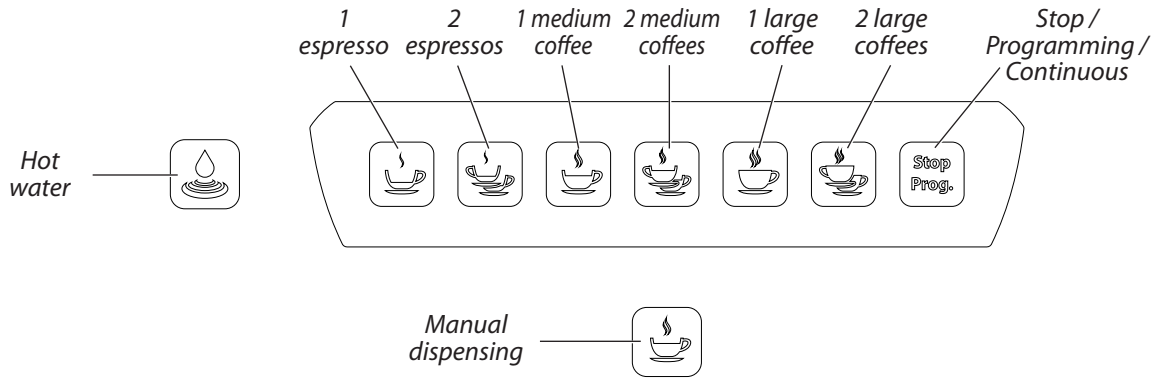 1
espresso
2
espressos
1 medium
coffee
2 medium
coffees
1 large
coffee
2 large
coffees
Stop /
Programming /
Continuous
Hot
water
Stop
Prog.
Manual
dispensing